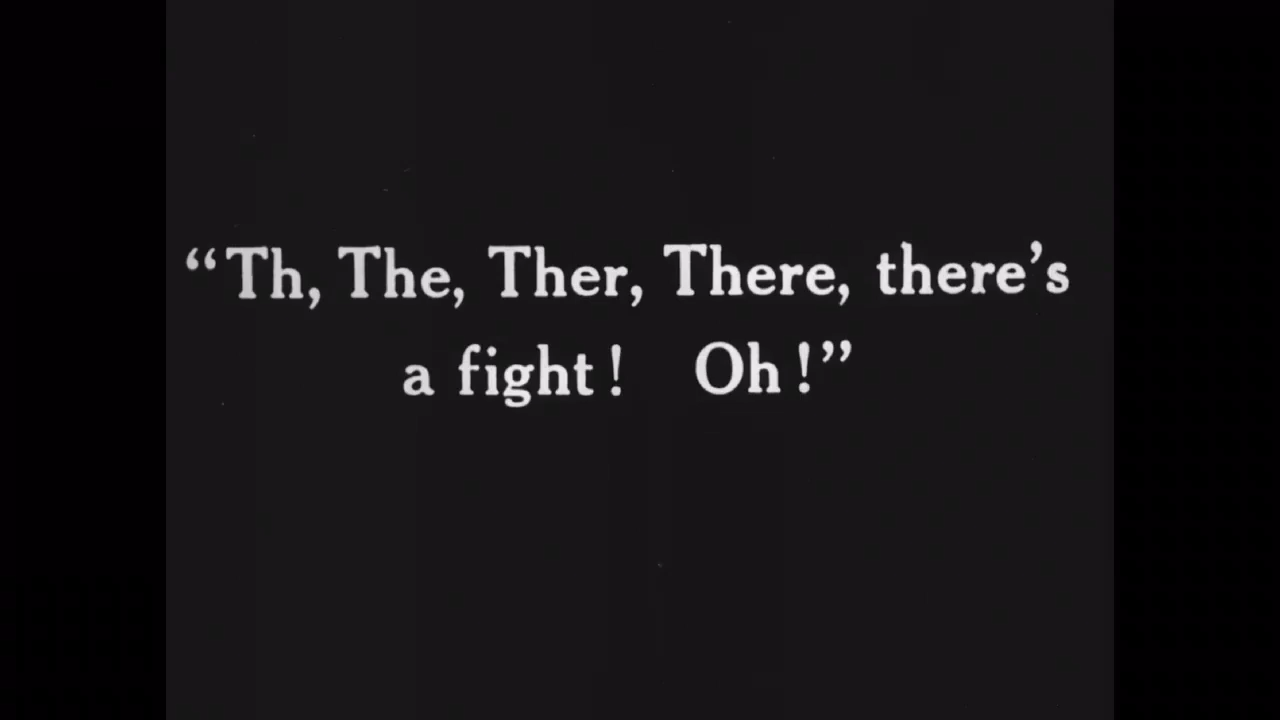 “Th, The, Ther, There, there’s
a fight! Oh!”